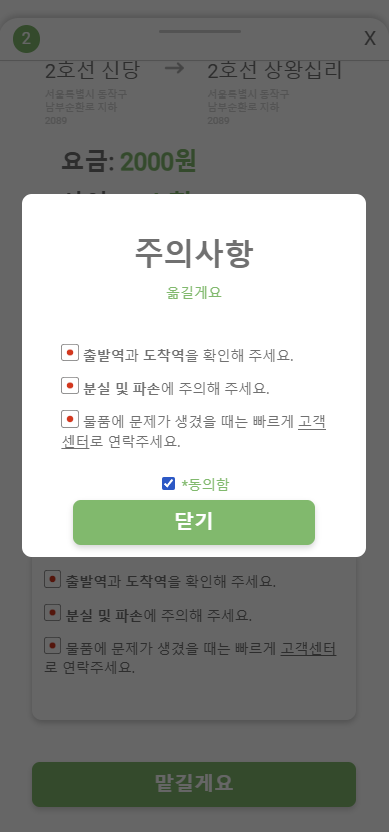 2
X
2호선 신당
2호선 상왕십리
서울특별시 동작구
남부순환로 지하
2089
서울특별시 동작구
남부순환로 지하
2089
요금: 2000원
주의사항
옮길게요
출발역과 도착역을 확인해 주세요.
분실 및 파손에 주의해 주세요.
물품에 문제가 생겼을 때는 빠르게 고객
센터로 연락주세요.
*동의함
닫기
출발역과 도착역을 확인해 주세요.
분실 및 파손에 주의해 주세요.
물품에 문제가 생겼을 때는 빠르게 고객센터
로 연락주세요.
맡길게요